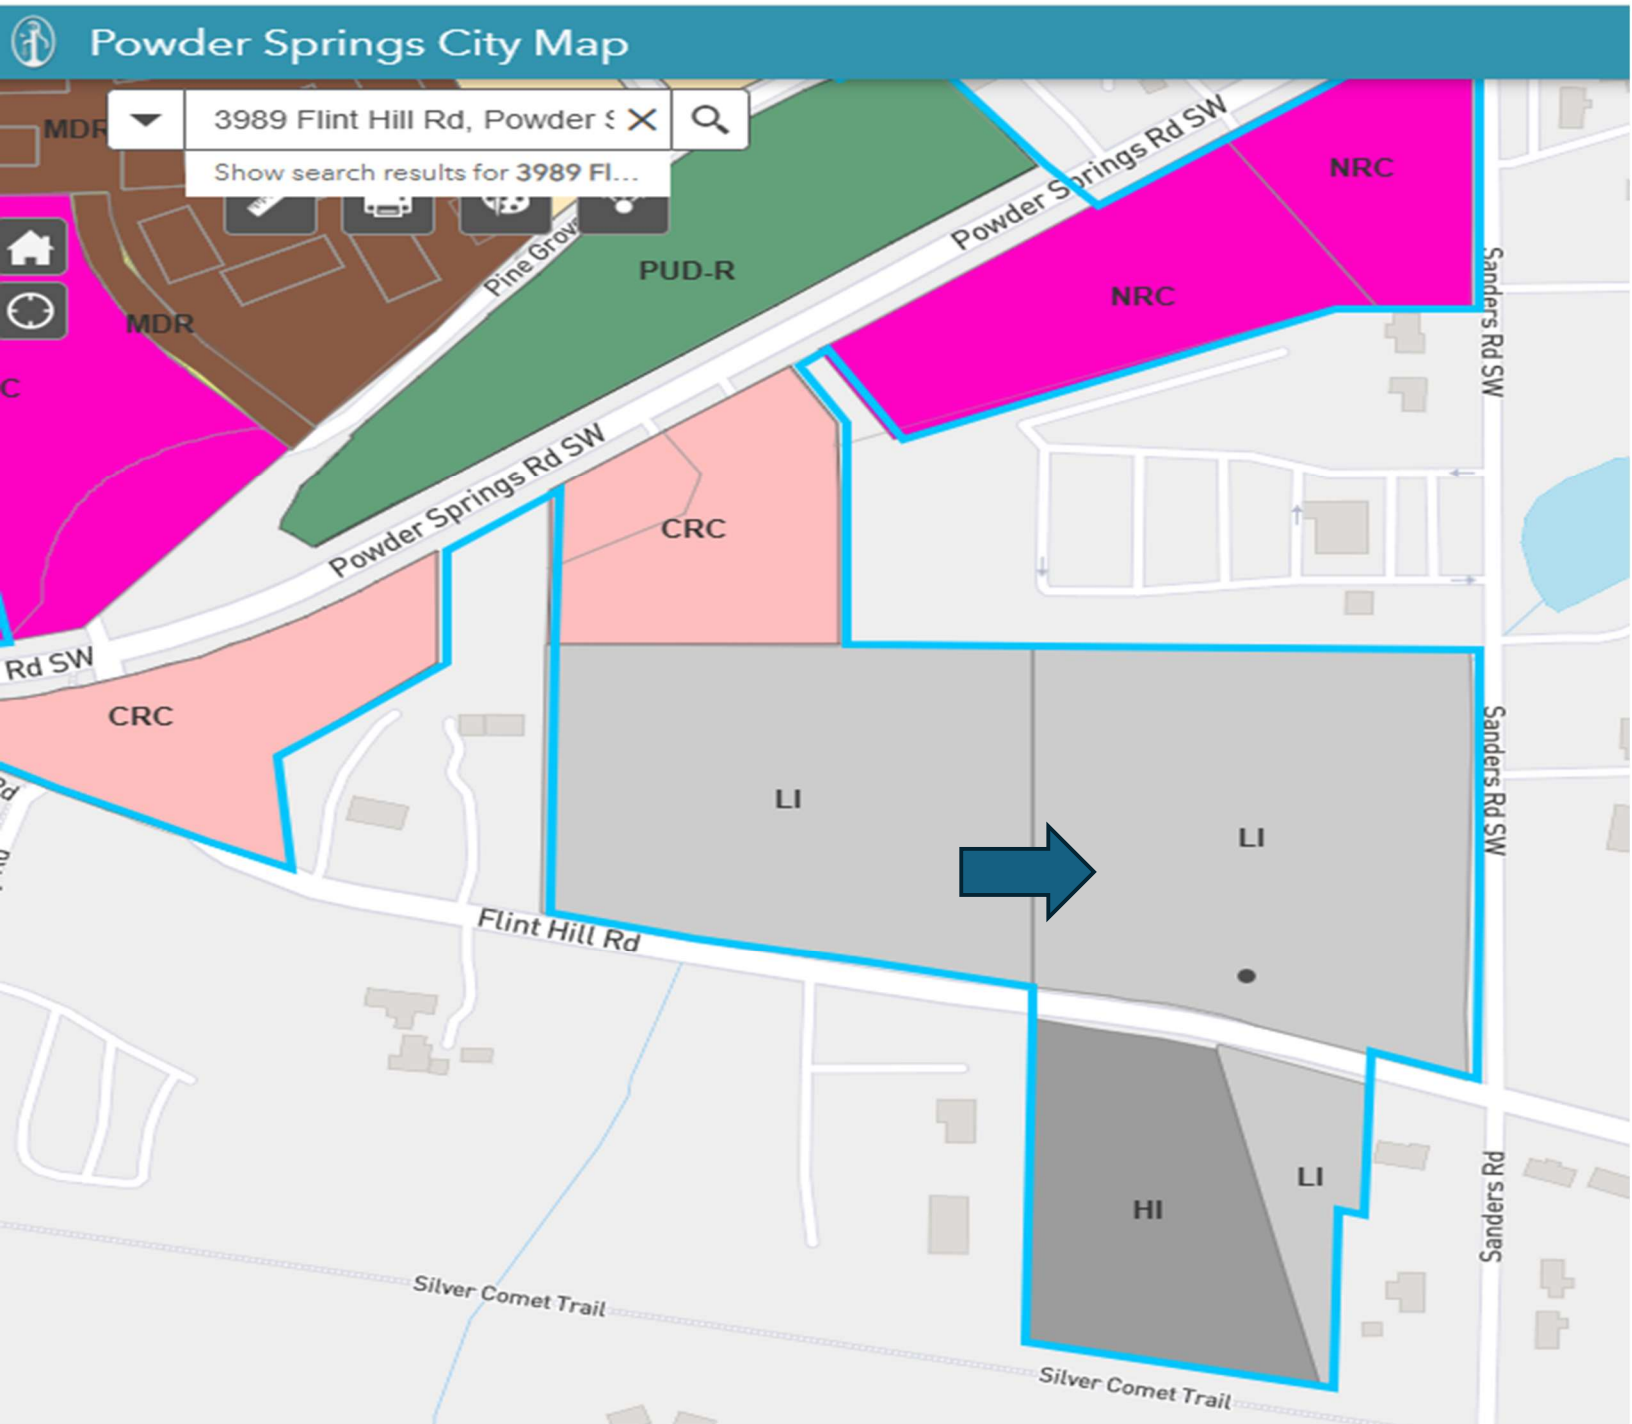 Powder Springs City Map
MDR
3989 Flint Hill Rd, Powder S
Show search results for 3989 Fl...
NRC
Powder Springs Rd SW
PUD-R
Pine Grov
NRC
MDR
Sanders Rd SW
C
Powder Springs Rd SW
CRC
Rd SW
CRC
Rd
LI
LI
Sanders Rd SW
Flint Hill Rd
LI
HI
Sanders Rd
Silver Comet Trail
Silver Comet Trail